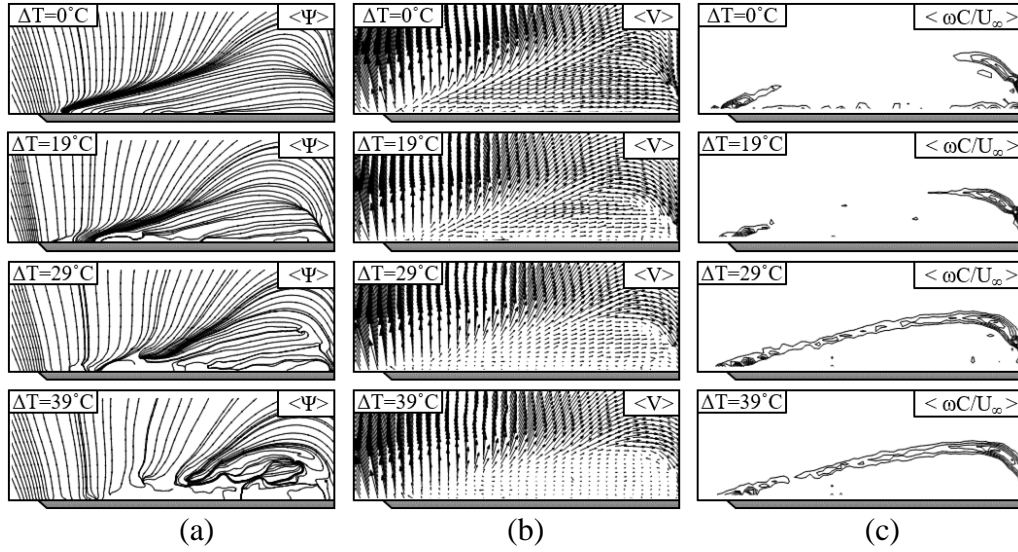 ΔT=0˚C <Ψ> ΔT=0˚C <V> ΔT=0˚C < ωC/U∞ >
ΔT=19˚C <Ψ> ΔT=19˚C <V> ΔT=19˚C < ωC/U∞ >
ΔT=29˚C <Ψ> ΔT=29˚C <V> ΔT=29˚C < ωC/U∞ >
ΔT=39˚C <Ψ> ΔT=39˚C <V> ΔT=39˚C < ωC/U∞ >
(a) (b) (c)